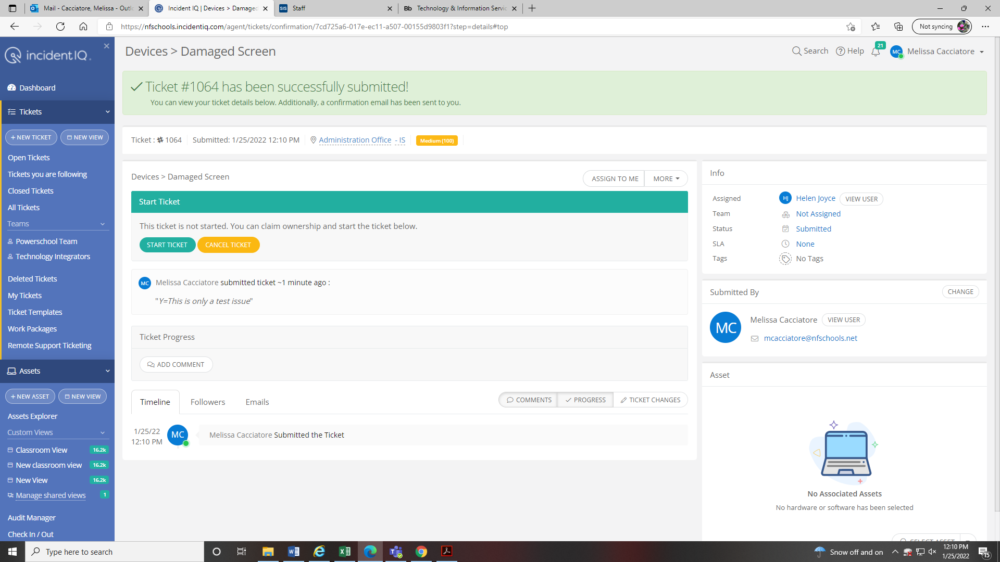 Mail - Cacciatore, Melissa - Outlo
Incident IQ | Devices > Damaged
SIS Staff
Bb Technology & Information Servic
https://nfschools.incidentiq.com/agent/tickets/confirmation/7cd725a6-017e-ec11-a507-00155d9803f1?step=details#top
Not syncing
incidentIQ.
Devices > Damaged Screen
Search
Help
21
MC Melissa Cacciatore
Dashboard
Tickets
+ NEW TICKET
NEW VIEW
Open Tickets
Tickets you are following
Closed Tickets
All Tickets
Teams
Powerschool Team
Technology Integrators
Deleted Tickets
My Tickets
Ticket Templates
Work Packages
Remote Support Ticketing
Assets
+ NEW ASSET
NEW VIEW
Assets Explorer
Custom Views
Classroom View 16.2k
New classroom view 16.2k
New View 16.2k
Manage shared views 1
Audit Manager
Check In / Out
Ticket #1064 has been successfully submitted!
You can view your ticket details below. Additionally, a confirmation email has been sent to you.
Ticket : # 1064 Submitted: 1/25/2022 12:10 PM Administration Office - IS Medium (100)
Devices > Damaged Screen
ASSIGN TO ME
MORE
Start Ticket
This ticket is not started. You can claim ownership and start the ticket below.
START TICKET
CANCEL TICKET
MC Melissa Cacciatore submitted ticket ~1 minute ago :
"Y=This is only a test issue"
Ticket Progress
ADD COMMENT
Timeline
Followers
Emails
COMMENTS
PROGRESS
TICKET CHANGES
1/25/22
12:10 PM
MC
Melissa Cacciatore Submitted the Ticket
Info
Assigned HJ Helen Joyce VIEW USER
Team Not Assigned
Status Submitted
SLA None
Tags No Tags
Submitted By
CHANGE
MC
Melissa Cacciatore VIEW USER
mcacciatore@nfschools.net
Asset
No Associated Assets
No hardware or software has been selected
SELECT ASSET
Type here to search
Snow off and on
12:10 PM
1/25/2022
15